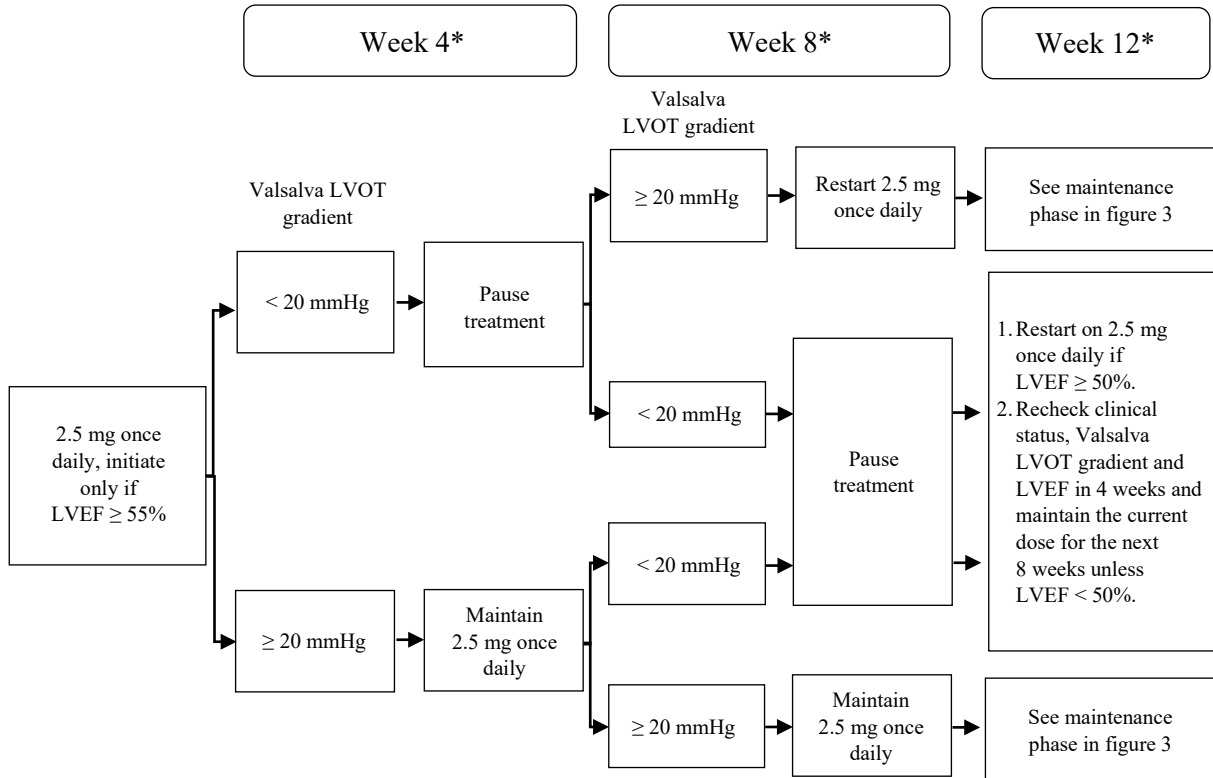 Week 4*
Week 8*
Week 12*
Valsalva
LVOT gradient
≥ 20 mmHg
Restart 2.5 mg
once daily
See maintenance
phase in figure 3
Valsalva LVOT
gradient
< 20 mmHg
Pause
treatment
2.5 mg once
daily, initiate
only if
LVEF ≥ 55%
< 20 mmHg
Pause
treatment
1. Restart on 2.5 mg
once daily if
LVEF ≥ 50%.
2. Recheck clinical
status, Valsalva
LVOT gradient and
LVEF in 4 weeks and
maintain the current
dose for the next
8 weeks unless
LVEF < 50%.
≥ 20 mmHg
Maintain
2.5 mg once
daily
< 20 mmHg
≥ 20 mmHg
Maintain
2.5 mg once
daily
See maintenance
phase in figure 3